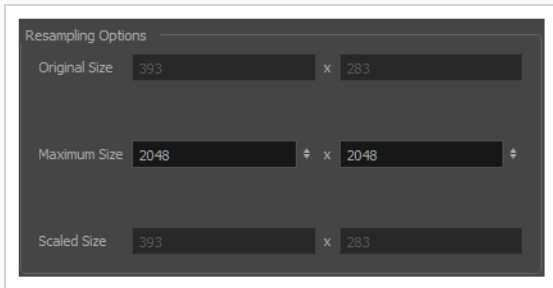 Resampling Options
Original Size 393 x 283
Maximum Size 2048 x 2048
Scaled Size 393 x 283